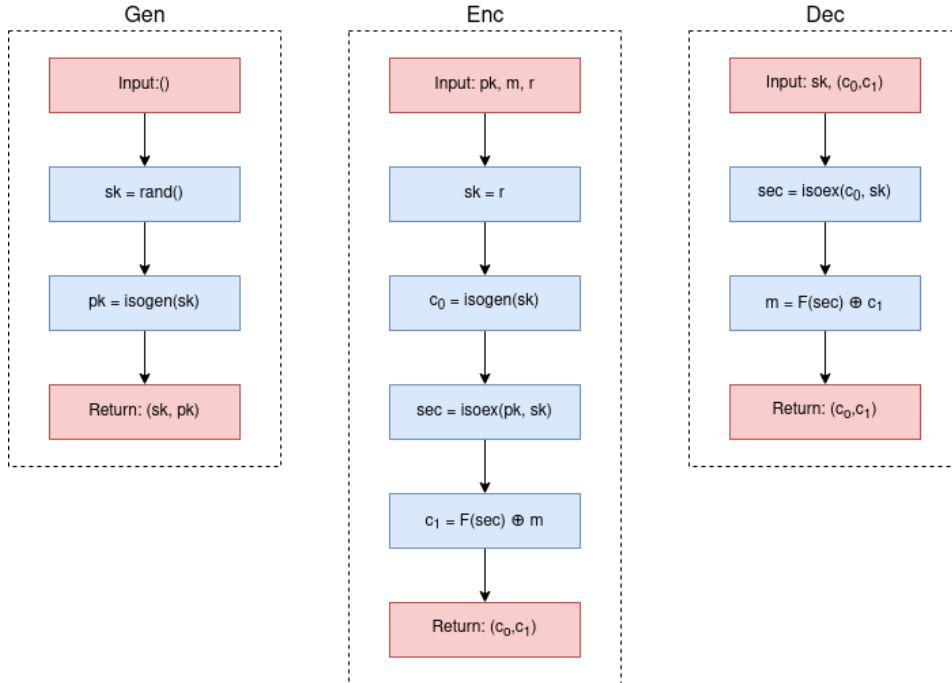 Gen
Input:()
sk = rand()
pk = isogen(sk)
Return: (sk, pk)
Enc
Input: pk, m, r
sk = r
c₀ = isogen(sk)
sec = isoex(pk, sk)
c₁ = F(sec) ⊕ m
Return: (cₒ,c₁)
Dec
Input: sk, (c₀,c₁)
sec = isoex(c₀, sk)
m = F(sec) ⊕ c₁
Return: (cₒ,c₁)